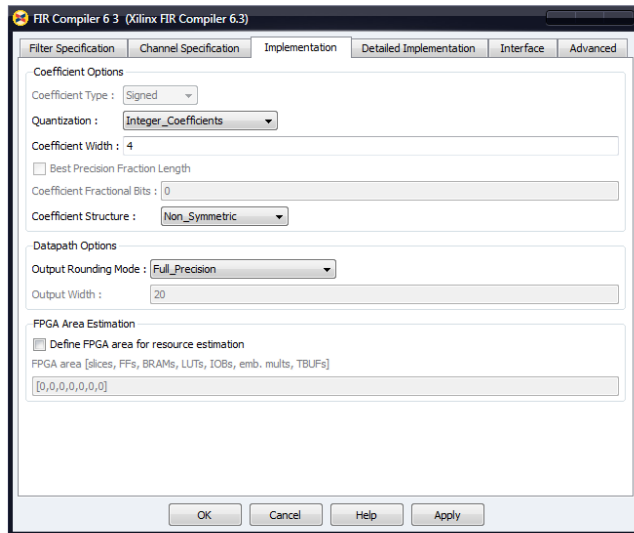 FIR Compiler 6 3 (Xilinx FIR Compiler 6.3)
Filter Specification Channel Specification Implementation Detailed Implementation Interface Advanced
Coefficient Options
Coefficient Type : Signed
Quantization : Integer_Coefficients
Coefficient Width : 4
Best Precision Fraction Length
Coefficient Fractional Bits : 0
Coefficient Structure : Non_Symmetric
Datapath Options
Output Rounding Mode : Full_Precision
Output Width : 20
FPGA Area Estimation
Define FPGA area for resource estimation
FPGA area [slices, FFs, BRAMs, LUTs, IOBs, emb. mults, TBUFs]
[0,0,0,0,0,0,0]
OK Cancel Help Apply